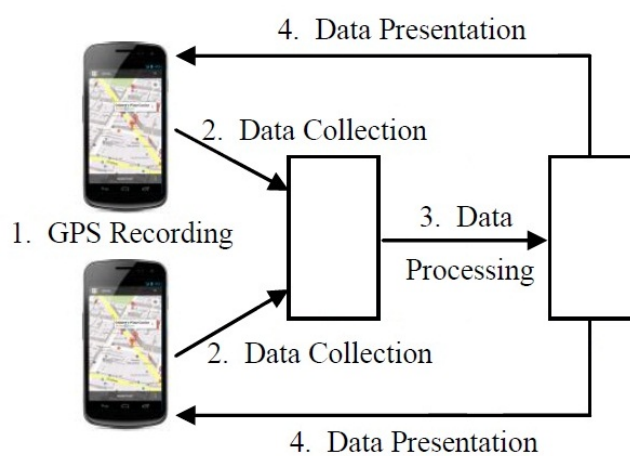 4. Data Presentation
2. Data Collection
1. GPS Recording
3. Data
Processing
2. Data Collection
4. Data Presentation